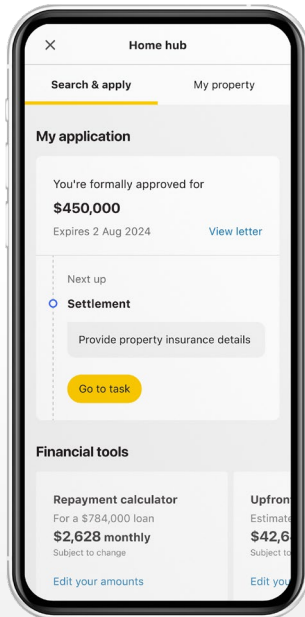 Home hub
Search & apply
My property
My application
You're formally approved for
$450,000
Expires 2 Aug 2024
View letter
Next up
Settlement
Provide property insurance details
Go to task
Financial tools
Repayment calculator
For a $784,000 loan
$2,628 monthly
Subject to change
Edit your amounts
Estimate
Subject to
Edit